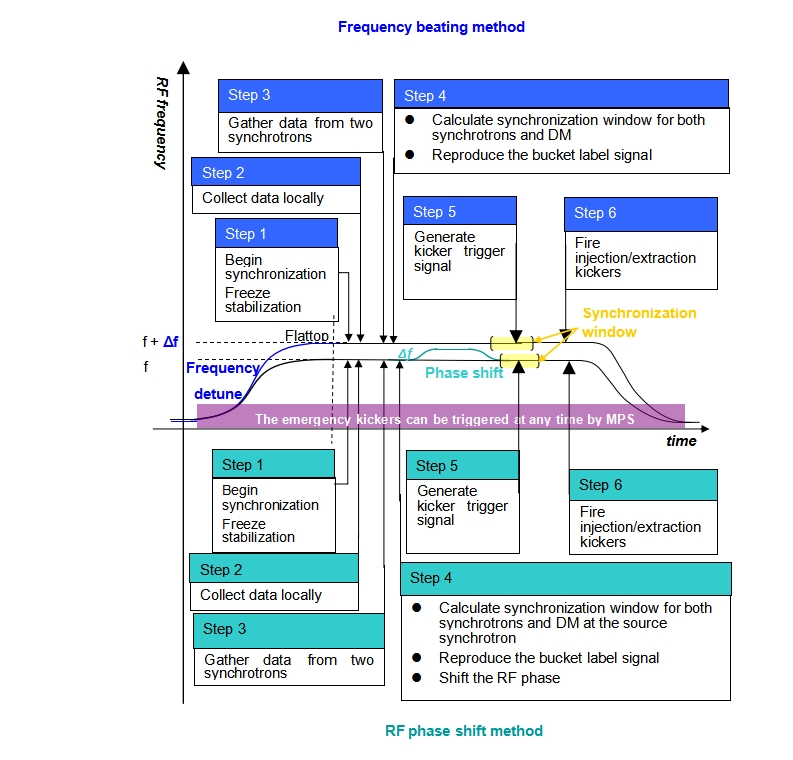 Frequency beating method
RF frequency
Step 3
Gather data from two
synchrotrons
Step 4
● Calculate synchronization window for both
synchrotrons and DM
● Reproduce the bucket label signal
Step 2
Collect data locally
Step 1
Begin
synchronization
Freeze
stabilization
Step 5
Generate
kicker trigger
signal
Step 6
Fire
injection/extraction
kickers
Synchronization
window
Flattop
f + Δf
f
Frequency
detune
Δf
Phase shift
The emergency kickers can be triggered at any time by MPS
time
Step 1
Begin
synchronization
Freeze
stabilization
Step 5
Generate
kicker trigger
signal
Step 6
Fire
injection/extraction
kickers
Step 2
Collect data locally
Step 4
● Calculate synchronization window for both
synchrotrons and DM at the source
synchrotron
● Reproduce the bucket label signal
● Shift the RF phase
Step 3
Gather data from two
synchrotrons
RF phase shift method